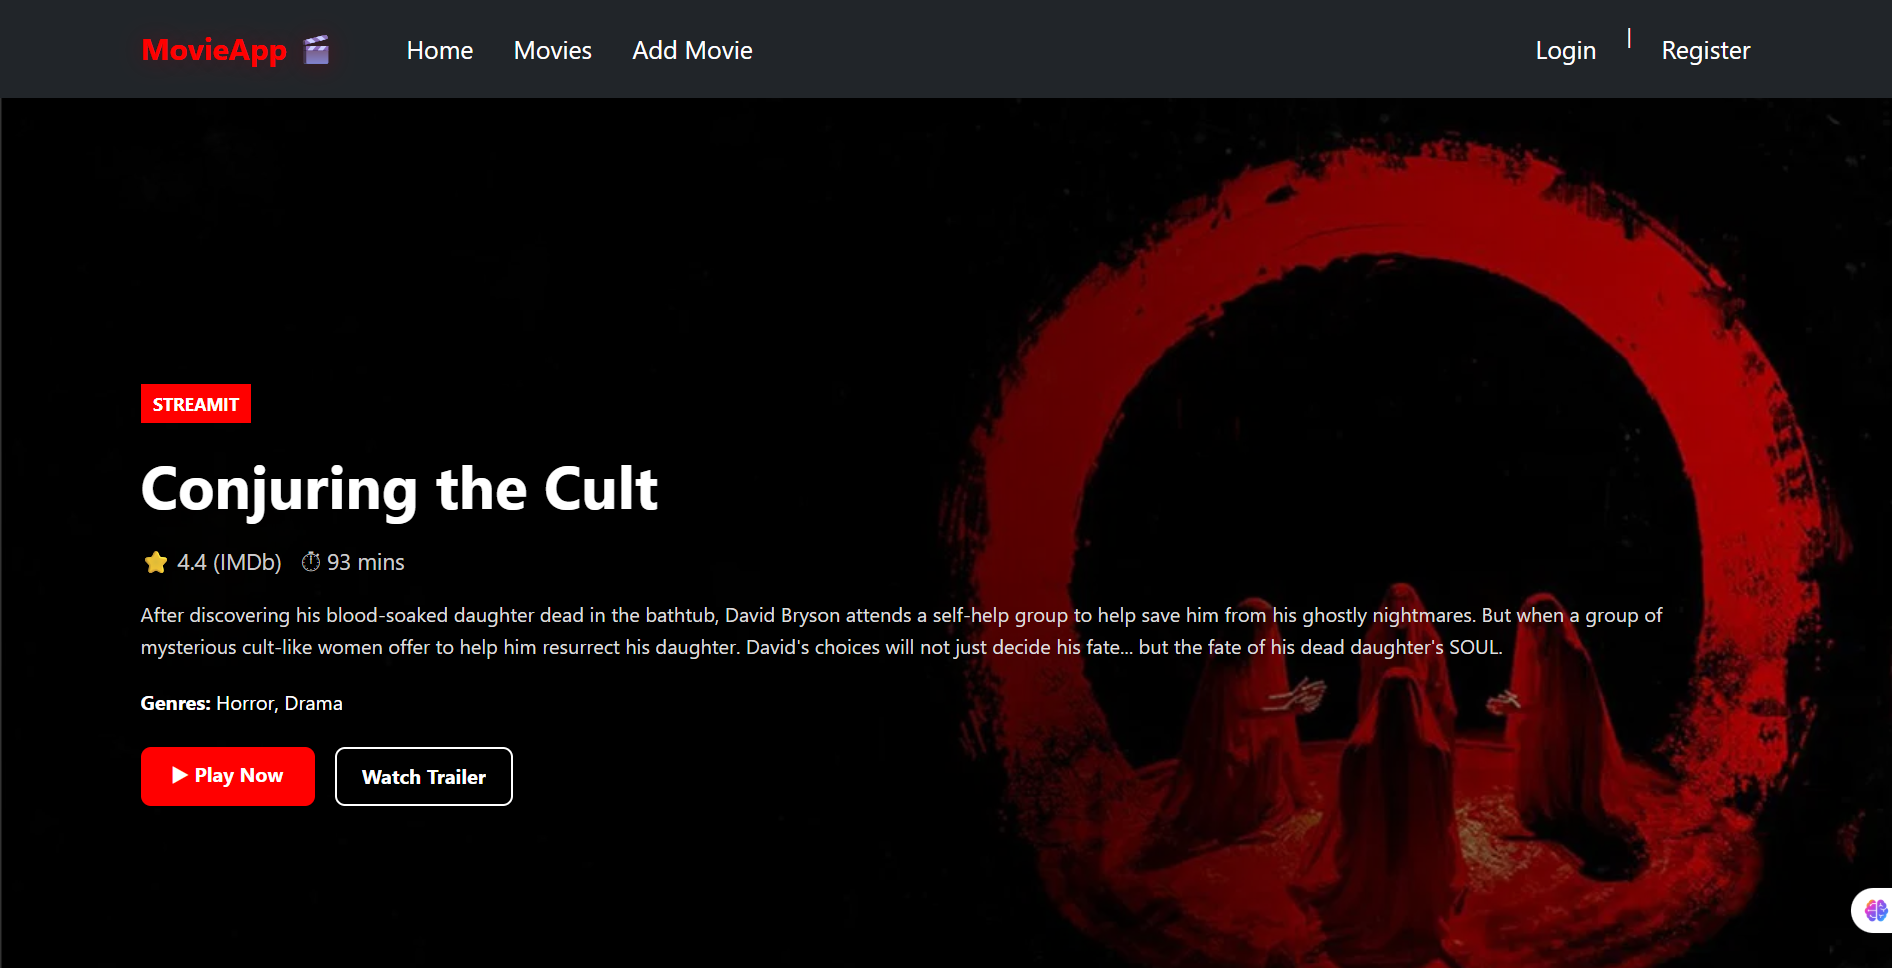 MovieApp 🎬 Home Movies Add Movie Login | Register
STREAMIT
Conjuring the Cult
⭐ 4.4 (IMDb) ⏱ 93 mins
After discovering his blood-soaked daughter dead in the bathtub, David Bryson attends a self-help group to help save him from his ghostly nightmares. But when a group of
mysterious cult-like women offer to help him resurrect his daughter. David's choices will not just decide his fate... but the fate of his dead daughter's SOUL.
Genres: Horror, Drama
▶ Play Now Watch Trailer